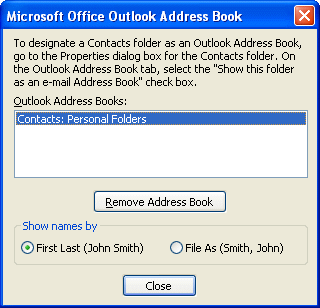 Microsoft Office Outlook Address Book
To designate a Contacts folder as an Outlook Address Book,
go to the Properties dialog box for the Contacts folder. On
the Outlook Address Book tab, select the "Show this folder
as an e-mail Address Book" check box.
Outlook Address Books:
Contacts: Personal Folders
Remove Address Book
Show names by
First Last (John Smith)
File As (Smith, John)
Close